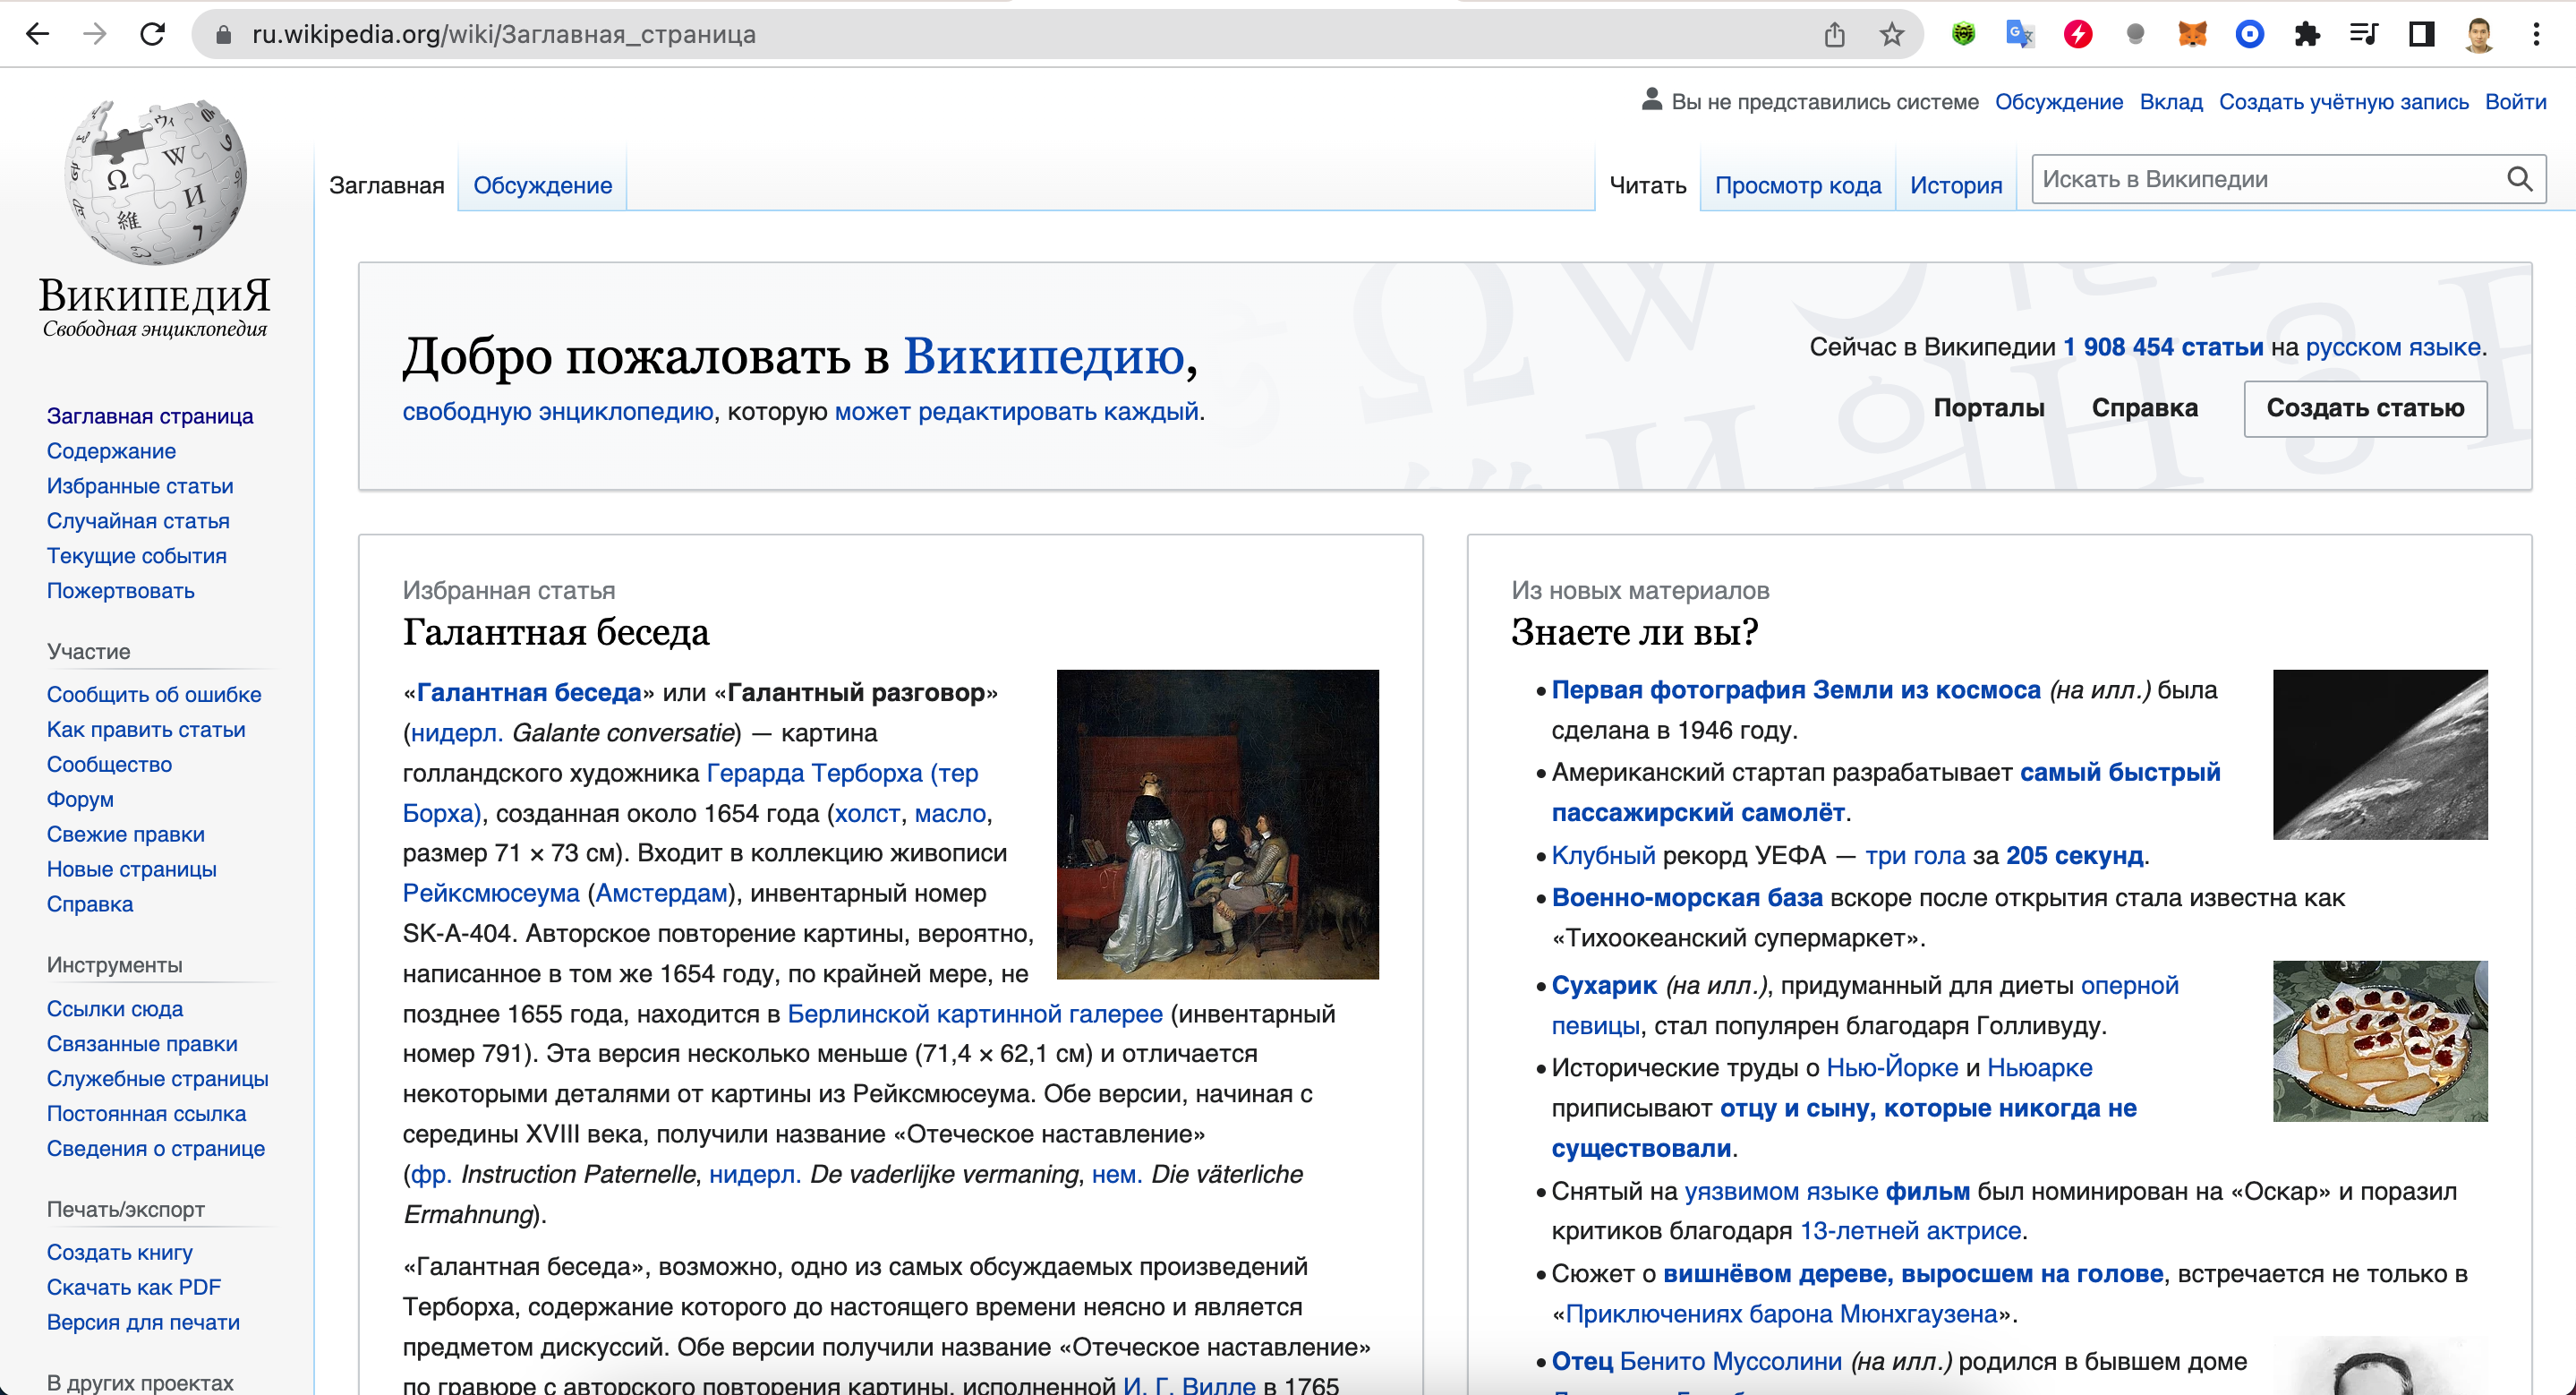 ru.wikipedia.org/wiki/Заглавная_страница
Вы не представились системе Обсуждение Вклад Создать учётную запись Войти
Заглавная Обсуждение Читать Просмотр кода История Искать в Википедии
ВикипедиЯ
Свободная энциклопедия
Заглавная страница
Содержание
Избранные статьи
Случайная статья
Текущие события
Пожертвовать
Участие
Сообщить об ошибке
Как править статьи
Сообщество
Форум
Свежие правки
Новые страницы
Справка
Инструменты
Ссылки сюда
Связанные правки
Служебные страницы
Постоянная ссылка
Сведения о странице
Печать/экспорт
Создать книгу
Скачать как PDF
Версия для печати
В других проектах
Добро пожаловать в Википедию,
свободную энциклопедию, которую может редактировать каждый.
Сейчас в Википедии 1 908 454 статьи на русском языке.
Порталы Справка Создать статью
Избранная статья
Галантная беседа
«Галантная беседа» или «Галантный разговор»
(нидерл. Galante conversatie) — картина
голландского художника Герарда Терборха (тер
Борха), созданная около 1654 года (холст, масло,
размер 71 × 73 см). Входит в коллекцию живописи
Рейксмюсеума (Амстердам), инвентарный номер
SK-A-404. Авторское повторение картины, вероятно,
написанное в том же 1654 году, по крайней мере, не
позднее 1655 года, находится в Берлинской картинной галерее (инвентарный
номер 791). Эта версия несколько меньше (71,4 × 62,1 см) и отличается
некоторыми деталями от картины из Рейксмюсеума. Обе версии, начиная с
середины XVIII века, получили название «Отеческое наставление»
(фр. Instruction Paternelle, нидерл. De vaderlijke vermaning, нем. Die väterliche
Ermahnung).
«Галантная беседа», возможно, одно из самых обсуждаемых произведений
Терборха, содержание которого до настоящего времени неясно и является
предметом дискуссий. Обе версии получили название «Отеческое наставление»
по гравюре с авторского повторения картины, исполненной И. Г. Вилле в 1765
Из новых материалов
Знаете ли вы?
Первая фотография Земли из космоса (на илл.) была
сделана в 1946 году.
Американский стартап разрабатывает самый быстрый
пассажирский самолёт.
Клубный рекорд УЕФА — три гола за 205 секунд.
Военно-морская база вскоре после открытия стала известна как
«Тихоокеанский супермаркет».
Сухарик (на илл.), придуманный для диеты оперной
певицы, стал популярен благодаря Голливуду.
Исторические труды о Нью-Йорке и Ньюарке
приписывают отцу и сыну, которые никогда не
существовали.
Снятый на уязвимом языке фильм был номинирован на «Оскар» и поразил
критиков благодаря 13-летней актрисе.
Сюжет о вишнёвом дереве, выросшем на голове, встречается не только в
«Приключениях барона Мюнхгаузена».
Отец Бенито Муссолини (на илл.) родился в бывшем доме